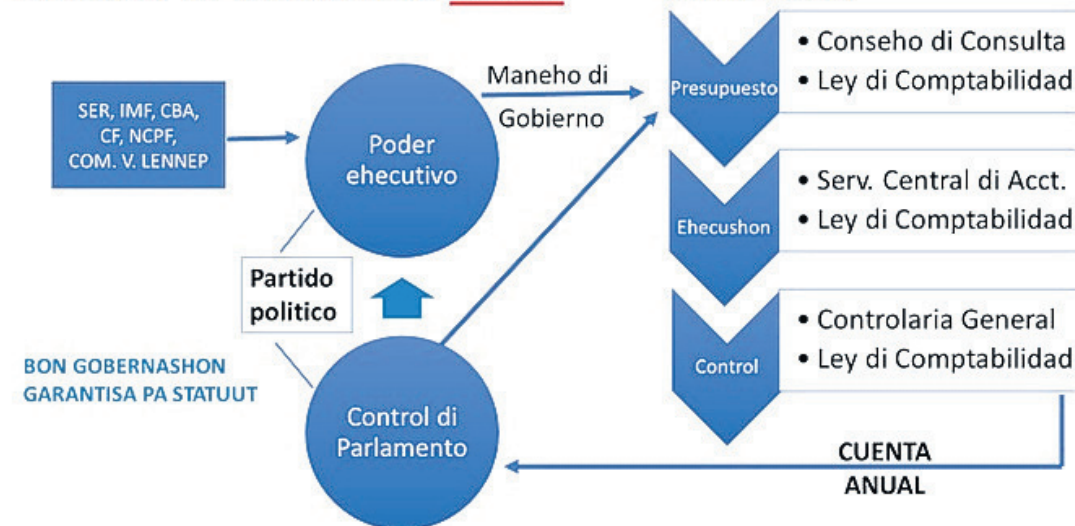 SER, IMF, CBA,
CF, NCPF,
COM. V. LENNEP
Poder
ehecutivo
Maneho di
Gobierno
Partido
politico
BON GOBERNASHON
GARANTISA PA STATUUT
Control di
Parlamento
Presupuesto
• Conseho di Consulta
• Ley di Comptabilidad
Ehecushon
• Serv. Central di Acct.
• Ley di Comptabilidad
Control
• Controlaria General
• Ley di Comptabilidad
CUENTA
ANUAL